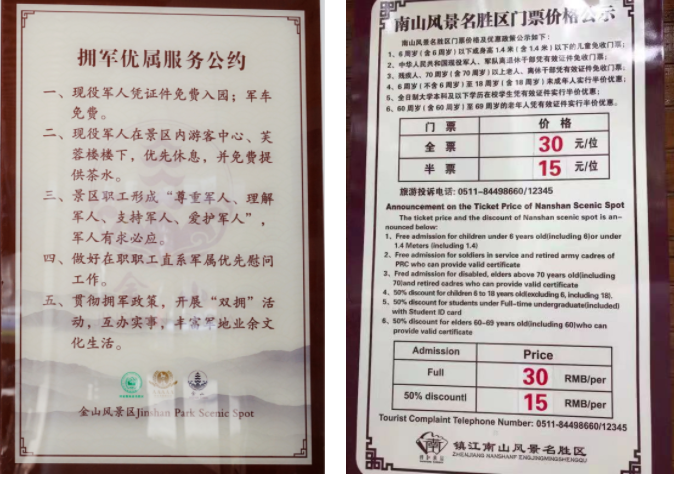 拥军优属服务公约
一、现役军人凭证件免费入园；军车
免费。
二、现役军人在景区内游客中心、芙
蓉楼楼下，优先休息，并免费提
供茶水。
三、景区职工形成“尊重军人、理解
军人、支持军人、爱护军人”，
军人有求必应。
四、做好在职职工直系军属优先慰问
工作。
五、贯彻拥军政策，开展“双拥”活
动，互办实事，丰富军地业余文
化生活。
金山风景区Jinshan Park Scenic Spot
南山风景名胜区门票价格公示
南山风景名胜区门票价格及优惠政策公示如下：
1、6 周岁（含 6 周岁）以下或身高 1.4 米（含 1.4 米）以下的儿童免收门票；
2、中华人民共和国现役军人、军队离退休干部凭有效证件免收门票；
3、残疾人、70 周岁（含 70 周岁）以上老人、离休干部凭有效证件免收门票；
4、6 周岁（不含 6 周岁）至 18 周岁（含 18 周岁）未成年人实行半价优惠；
5、全日制大学本科及以下学历在校学生凭有效证件实行半价优惠；
6、60 周岁（含 60 周岁）至 69 周岁的老年人凭有效证件实行半价优惠。
门 票 价 格
全 票 30 元/位
半 票 15 元/位
旅游投诉电话: 0511-84498660/12345
Announcement on the Ticket Price of Nanshan Scenic Spot
The ticket price and the discount of Nanshan scenic spot is an-
nounced below:
1、Free admission for children under 6 years old(including 6)or under
1.4 Meters (including 1.4)
2、Free admission for soldiers in service and retired army cadres of
PRC who can provide valid certificate
3、Fred admission for disabled, elders above 70 years old(including
70)and retired cadres who can provide valid certificate
4、50% discount for children 6 to 18 years old(excluding 6, including 18).
5、50% discount for students under Full-time undergraduate(included)
with Student ID card
6、50% discount for elders 60-69 years old(including 60)who can
provide valid certificate
Admission Price
Full 30 RMB/per
50% discountl 15 RMB/per
Tourist Complaint Telephone Number: 0511-84498660/12345
镇江南山风景名胜区
ZHENJIANG NANSHANF ENGJINGMINGSHENGQU